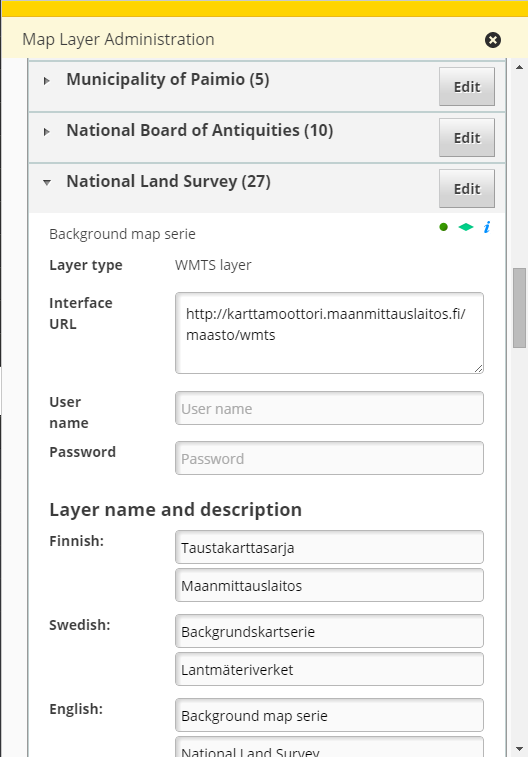 Map Layer Administration
Municipality of Paimio (5)
Edit
National Board of Antiquities (10)
Edit
National Land Survey (27)
Edit
Background map serie
i
Layer type
WMTS layer
Interface
URL
http://karttamoottori.maanmittauslaitos.fi/
maasto/wmts
User
name
User name
Password
Password
Layer name and description
Finnish:
Taustakarttasarja
Maanmittauslaitos
Swedish:
Backgrundskartserie
Lantmäteriverket
English:
Background map serie
National Land Survey